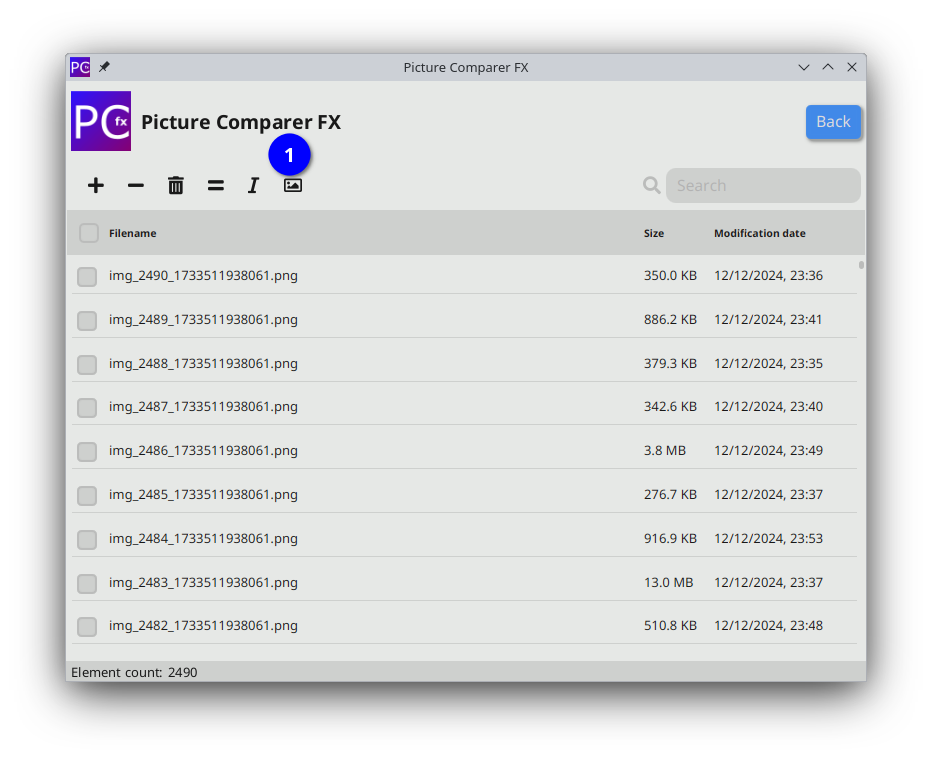 PC fx Picture Comparer FX
PC fx Picture Comparer FX Back
1
Search
Filename Size Modification date
img_2490_1733511938061.png 350.0 KB 12/12/2024, 23:36
img_2489_1733511938061.png 886.2 KB 12/12/2024, 23:41
img_2488_1733511938061.png 379.3 KB 12/12/2024, 23:35
img_2487_1733511938061.png 342.6 KB 12/12/2024, 23:40
img_2486_1733511938061.png 3.8 MB 12/12/2024, 23:49
img_2485_1733511938061.png 276.7 KB 12/12/2024, 23:37
img_2484_1733511938061.png 916.9 KB 12/12/2024, 23:53
img_2483_1733511938061.png 13.0 MB 12/12/2024, 23:37
img_2482_1733511938061.png 510.8 KB 12/12/2024, 23:48
Element count: 2490